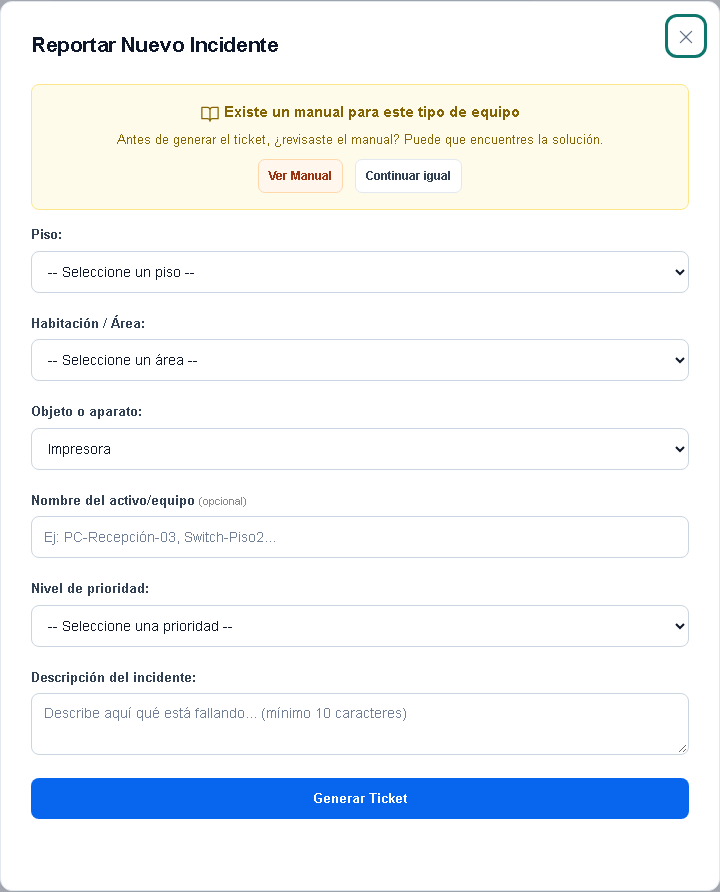 Reportar Nuevo Incidente
Existe un manual para este tipo de equipo
Antes de generar el ticket, ¿revisaste el manual? Puede que encuentres la solución.
Ver Manual Continuar igual
Piso:
-- Seleccione un piso --
Habitación / Área:
-- Seleccione un área --
Objeto o aparato:
Impresora
Nombre del activo/equipo (opcional)
Ej: PC-Recepción-03, Switch-Piso2...
Nivel de prioridad:
-- Seleccione una prioridad --
Descripción del incidente:
Describe aquí qué está fallando... (mínimo 10 caracteres)
Generar Ticket